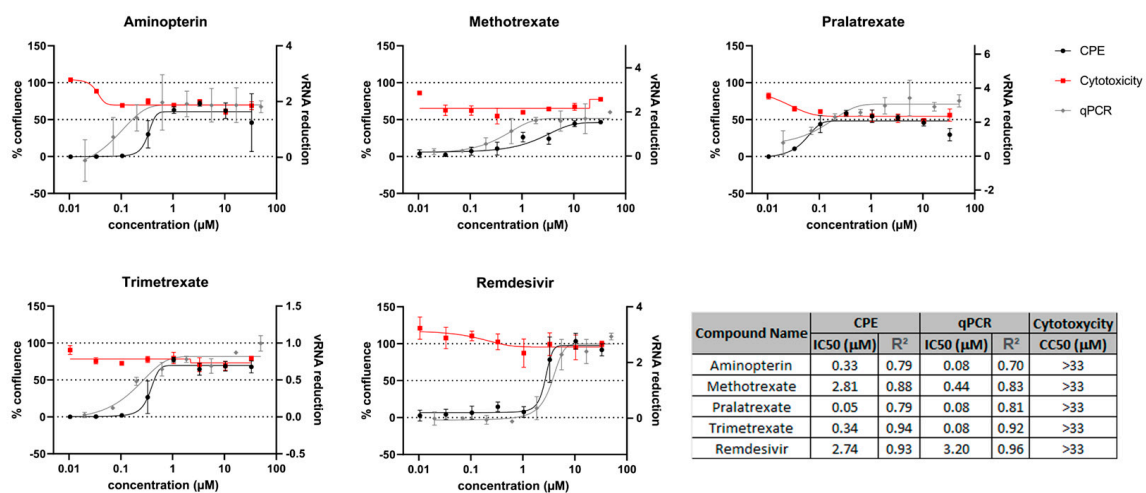 Aminopterin
150
100
50
0
-50
% confluence
4
2
0
vRNA reduction
0.01 0.1 1 10 100
concentration (µM)
Methotrexate
150
100
50
0
-50
% confluence
4
2
0
vRNA reduction
0.01 0.1 1 10 100
concentration (µM)
Pralatrexate
150
100
50
0
-50
% confluence
6
4
2
0
-2
vRNA reduction
0.01 0.1 1 10 100
concentration (µM)
CPE
Cytotoxicity
qPCR
Trimetrexate
150
100
50
0
-50
% confluence
1.5
1.0
0.5
0.0
-0.5
vRNA reduction
0.01 0.1 1 10 100
concentration (µM)
Remdesivir
150
100
50
0
-50
% confluence
4
2
0
vRNA reduction
0.01 0.1 1 10 100
concentration (µM)
Compound Name CPE qPCR Cytotoxycity
IC50 (µM) R² IC50 (µM) R² CC50 (µM)
Aminopterin 0.33 0.79 0.08 0.70 >33
Methotrexate 2.81 0.88 0.44 0.83 >33
Pralatrexate 0.05 0.79 0.08 0.81 >33
Trimetrexate 0.34 0.94 0.08 0.92 >33
Remdesivir 2.74 0.93 3.20 0.96 >33